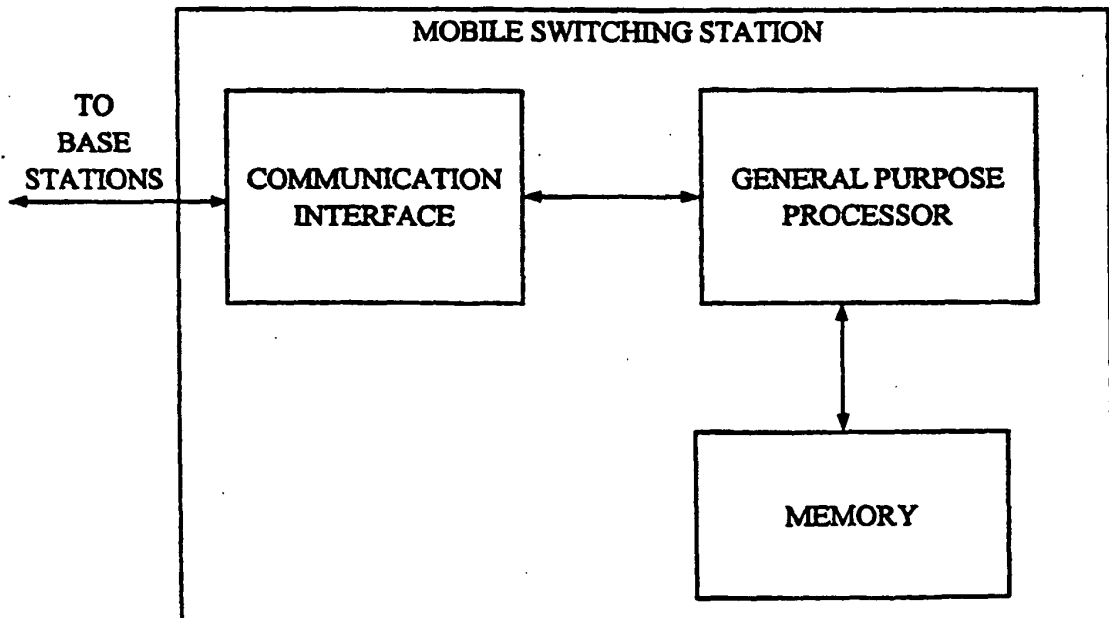 MOBILE SWITCHING STATION
TO
BASE
STATIONS
COMMUNICATION
INTERFACE
GENERAL PURPOSE
PROCESSOR
MEMORY